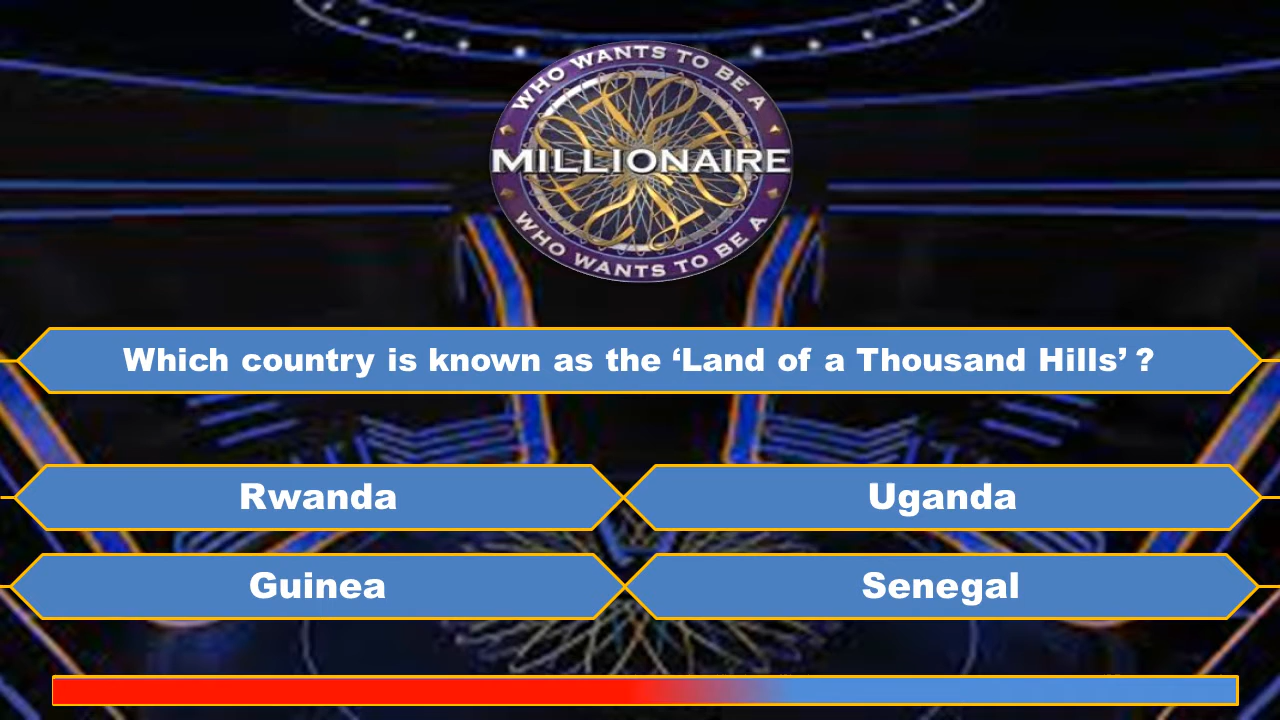 WHO WANTS TO BE A
MILLIONAIRE
WHO WANTS TO BE A
Which country is known as the ‘Land of a Thousand Hills’ ?
Rwanda
Uganda
Guinea
Senegal